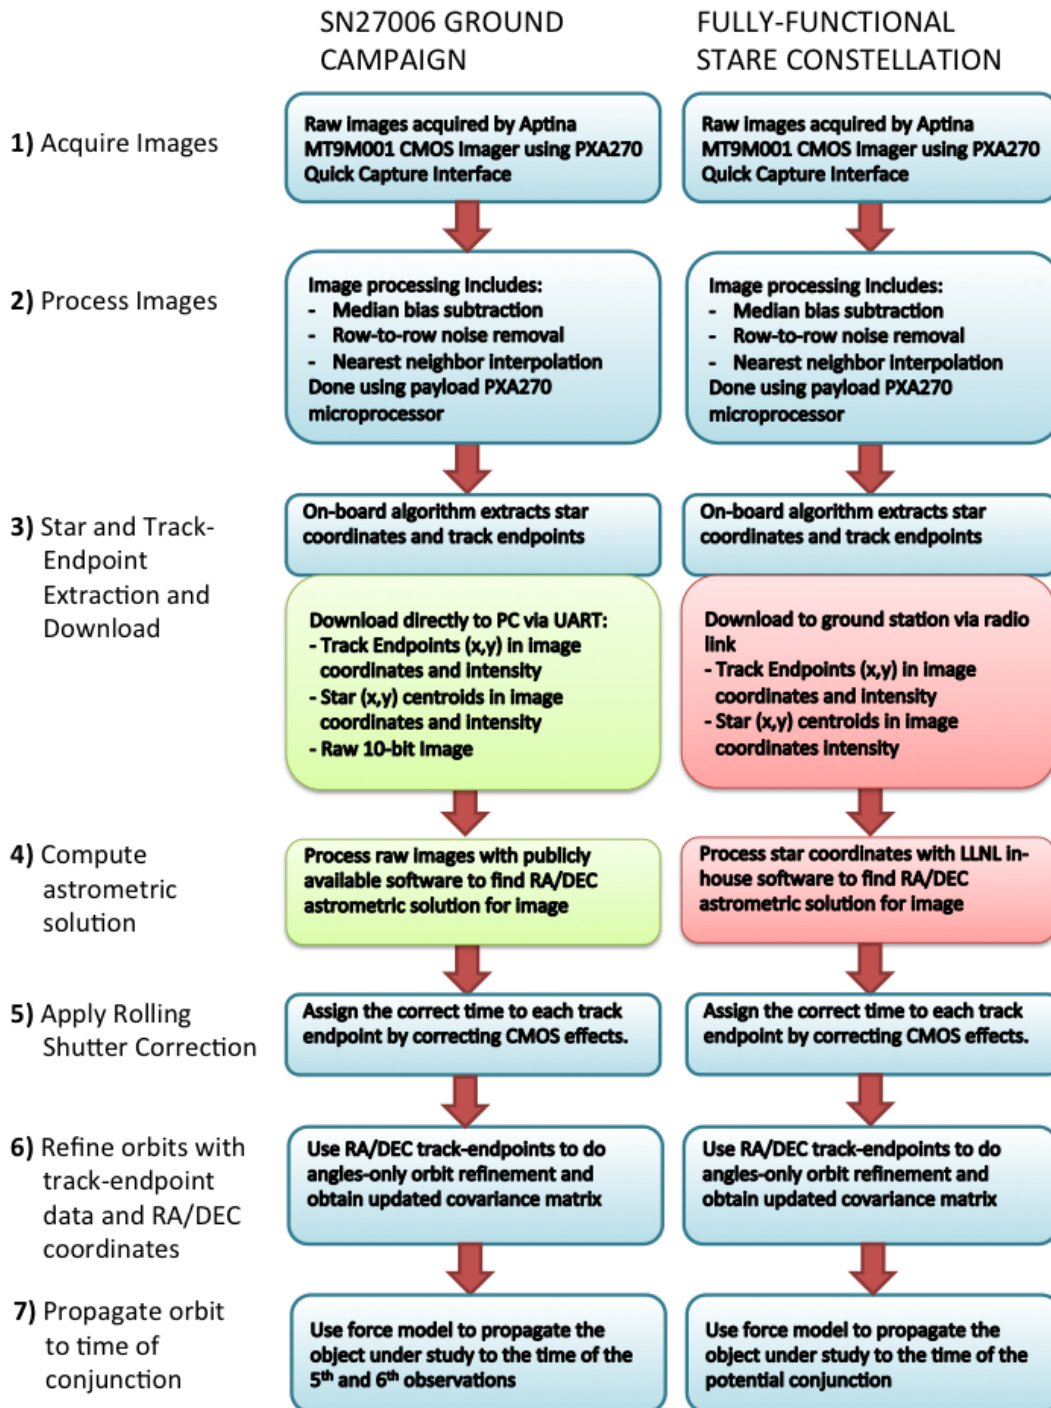 SN27006 GROUND
CAMPAIGN
FULLY-FUNCTIONAL
STARE CONSTELLATION
1) Acquire Images
Raw images acquired by Aptina
MT9M001 CMOS Imager using PXA270
Quick Capture Interface
Raw images acquired by Aptina
MT9M001 CMOS Imager using PXA270
Quick Capture Interface
2) Process Images
Image processing Includes:
- Median bias subtraction
- Row-to-row noise removal
- Nearest neighbor interpolation
Done using payload PXA270
microprocessor
Image processing Includes:
- Median bias subtraction
- Row-to-row noise removal
- Nearest neighbor interpolation
Done using payload PXA270
microprocessor
3) Star and Track-
Endpoint
Extraction and
Download
On-board algorithm extracts star
coordinates and track endpoints
Download directly to PC via UART:
- Track Endpoints (x,y) in image
coordinates and intensity
- Star (x,y) centroids in image
coordinates and intensity
- Raw 10-bit Image
On-board algorithm extracts star
coordinates and track endpoints
Download to ground station via radio
link
- Track Endpoints (x,y) in image
coordinates and intensity
- Star (x,y) centroids in image
coordinates intensity
4) Compute
astrometric
solution
Process raw images with publicly
available software to find RA/DEC
astrometric solution for image
Process star coordinates with LLNL in-
house software to find RA/DEC
astrometric solution for image
5) Apply Rolling
Shutter Correction
Assign the correct time to each track
endpoint by correcting CMOS effects.
Assign the correct time to each track
endpoint by correcting CMOS effects.
6) Refine orbits with
track-endpoint
data and RA/DEC
coordinates
Use RA/DEC track-endpoints to do
angles-only orbit refinement and
obtain updated covariance matrix
Use RA/DEC track-endpoints to do
angles-only orbit refinement and
obtain updated covariance matrix
7) Propagate orbit
to time of
conjunction
Use force model to propagate the
object under study to the time of the
5th and 6th observations
Use force model to propagate the
object under study to the time of the
potential conjunction